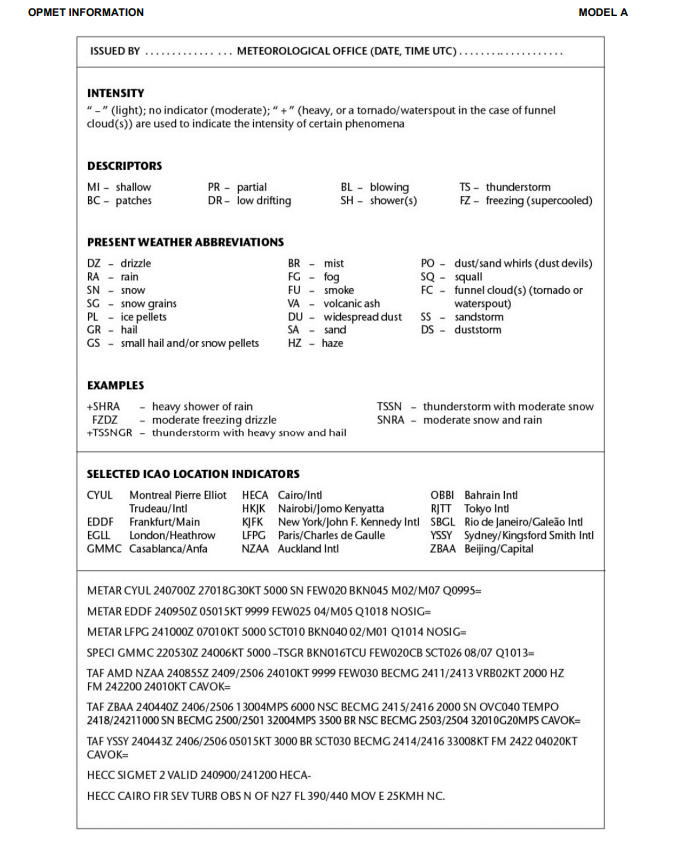 OPMET INFORMATION MODEL A
ISSUED BY . . . . . . . . . . . . . . . . METEOROLOGICAL OFFICE (DATE, TIME UTC) . . . . . . . . . . . . . . . . . . . .
INTENSITY
“ – ” (light); no indicator (moderate); “ + ” (heavy, or a tornado/waterspout in the case of funnel
cloud(s)) are used to indicate the intensity of certain phenomena
DESCRIPTORS
MI – shallow PR – partial BL – blowing TS – thunderstorm
BC – patches DR – low drifting SH – shower(s) FZ – freezing (supercooled)
PRESENT WEATHER ABBREVIATIONS
DZ – drizzle BR – mist PO – dust/sand whirls (dust devils)
RA – rain FG – fog SQ – squall
SN – snow FU – smoke FC – funnel cloud(s) (tornado or
SG – snow grains VA – volcanic ash waterspout)
PL – ice pellets DU – widespread dust SS – sandstorm
GR – hail SA – sand DS – duststorm
GS – small hail and/or snow pellets HZ – haze
EXAMPLES
+SHRA – heavy shower of rain TSSN – thunderstorm with moderate snow
FZDZ – moderate freezing drizzle SNRA – moderate snow and rain
+TSSNGR – thunderstorm with heavy snow and hail
SELECTED ICAO LOCATION INDICATORS
CYUL Montreal Pierre Elliot HECA Cairo/Intl OBBI Bahrain Intl
Trudeau/Intl HKJK Nairobi/Jomo Kenyatta RJTT Tokyo Intl
EDDF Frankfurt/Main KJFK New York/John F. Kennedy Intl SBGL Rio de Janeiro/Galeão Intl
EGLL London/Heathrow LFPG Paris/Charles de Gaulle YSSY Sydney/Kingsford Smith Intl
GMMC Casablanca/Anfa NZAA Auckland Intl ZBAA Beijing/Capital
METAR CYUL 240700Z 27018G30KT 5000 SN FEW020 BKN045 M02/M07 Q0995=
METAR EDDF 240950Z 05015KT 9999 FEW025 04/M05 Q1018 NOSIG=
METAR LFPG 241000Z 07010KT 5000 SCT010 BKN040 02/M01 Q1014 NOSIG=
SPECI GMMC 220530Z 24006KT 5000 –TSGR BKN016TCU FEW020CB SCT026 08/07 Q1013=
TAF AMD NZAA 240855Z 2409/2506 24010KT 9999 FEW030 BECMG 2411/2413 VRB02KT 2000 HZ
FM 242200 24010KT CAVOK=
TAF ZBAA 240440Z 2406/2506 13004MPS 6000 NSC BECMG 2415/2416 2000 SN OVC040 TEMPO
2418/24211000 SN BECMG 2500/2501 32004MPS 3500 BR NSC BECMG 2503/2504 32010G20MPS CAVOK=
TAF YSSY 240443Z 2406/2506 05015KT 3000 BR SCT030 BECMG 2414/2416 33008KT FM 2422 04020KT
CAVOK=
HECC SIGMET 2 VALID 240900/241200 HECA-
HECC CAIRO FIR SEV TURB OBS N OF N27 FL 390/440 MOV E 25KMH NC.